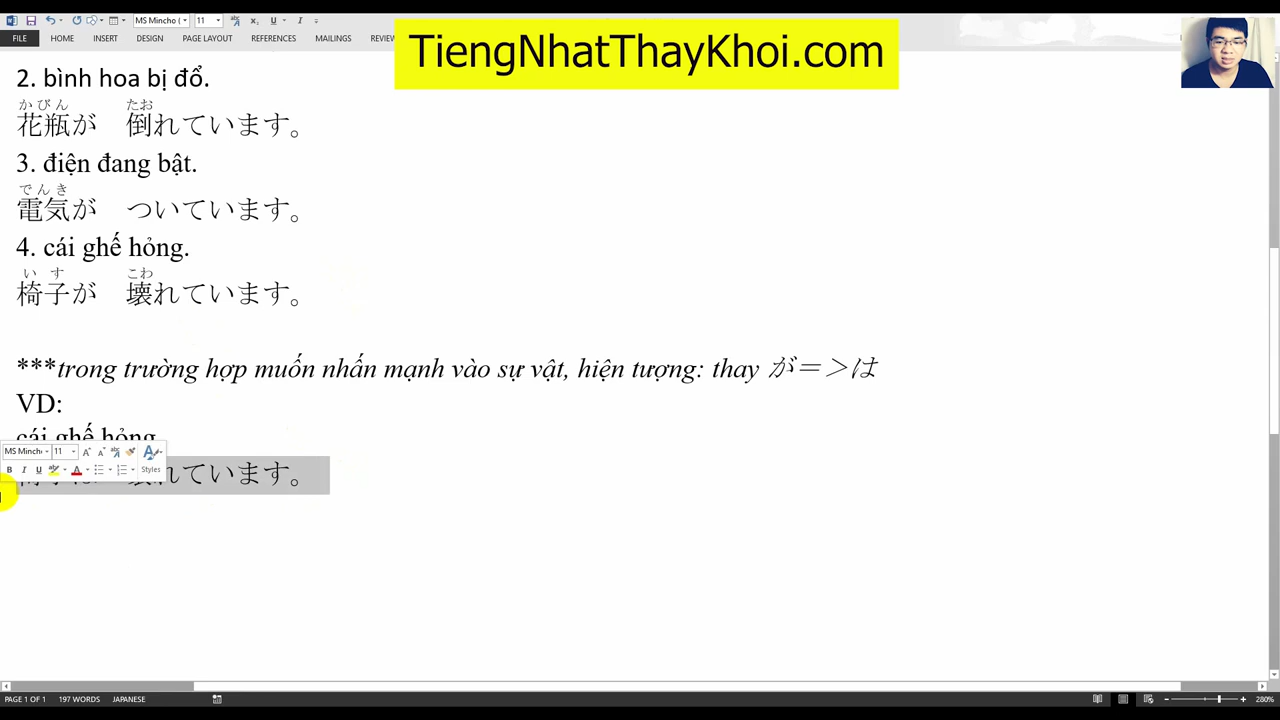 MS Mincho ( 11
FILE HOME INSERT DESIGN PAGE LAYOUT REFERENCES MAILINGS
TiengNhatThayKhoi.com
2. bình hoa bị đổ.
かびん たお
花瓶が 倒れています。
3. điện đang bật.
でんき
電気が ついています。
4. cái ghế hỏng.
いす こわ
椅子が 壊れています。
***trong trường hợp muốn nhấn mạnh vào sự vật, hiện tượng: thay が＝＞は
VD:
cái ghế hỏng
MS Minch 11
Styles
れています。
PAGE 1 OF 1 197 WORDS JAPANESE 280%